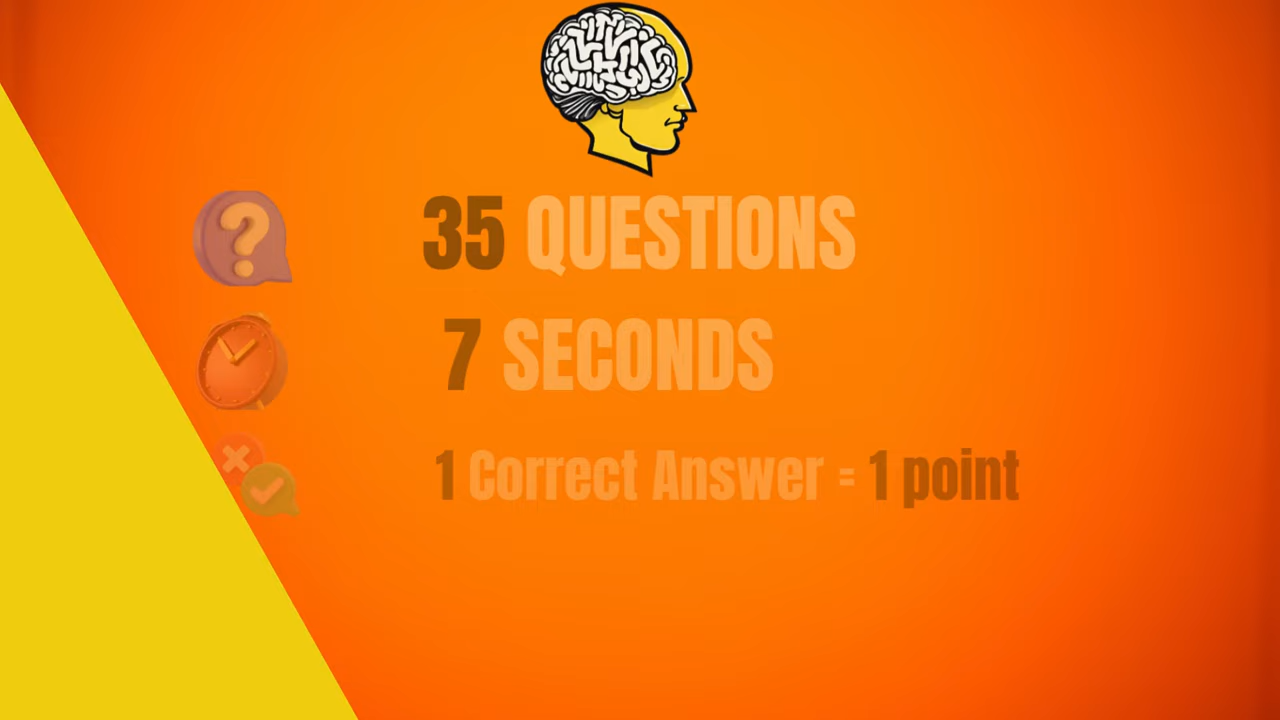 35 QUESTIONS
7 SECONDS
1 Correct Answer = 1 point